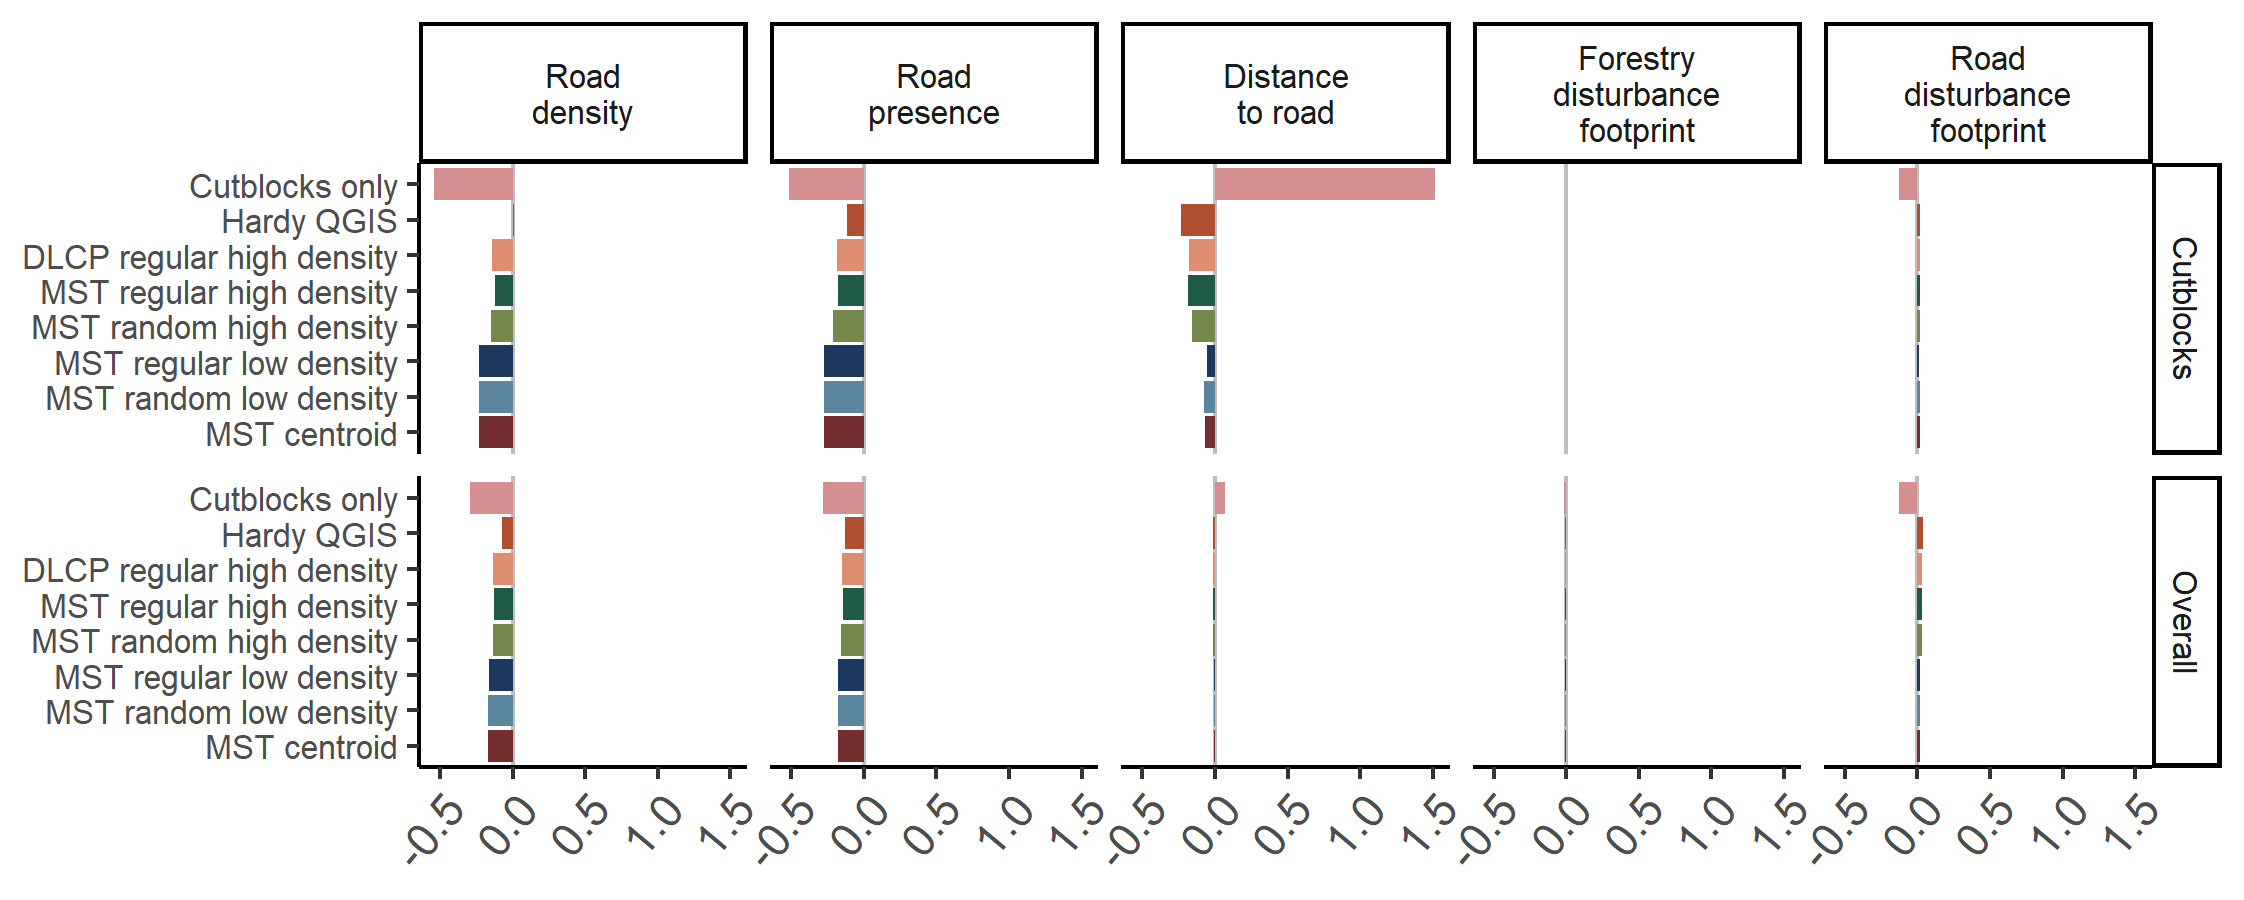 Road
density
Road
presence
Distance
to road
Forestry
disturbance
footprint
Road
disturbance
footprint
Cutblocks only
Hardy QGIS
DLCP regular high density
MST regular high density
MST random high density
MST regular low density
MST random low density
MST centroid
Cutblocks
Cutblocks only
Hardy QGIS
DLCP regular high density
MST regular high density
MST random high density
MST regular low density
MST random low density
MST centroid
Overall
-0.5 0.0 0.5 1.0 1.5
-0.5 0.0 0.5 1.0 1.5
-0.5 0.0 0.5 1.0 1.5
-0.5 0.0 0.5 1.0 1.5
-0.5 0.0 0.5 1.0 1.5